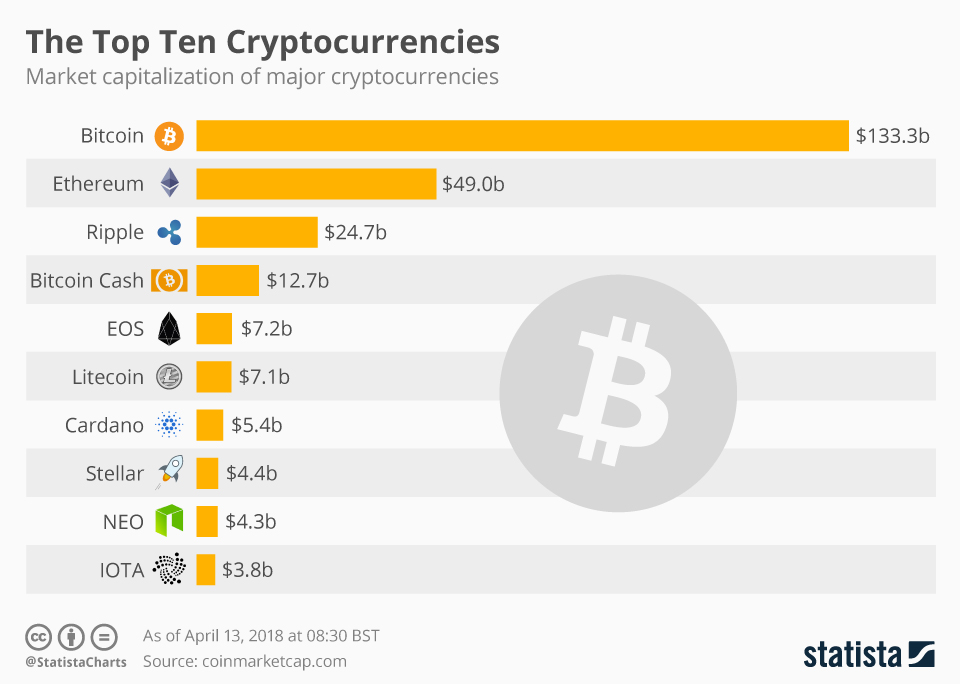 The Top Ten Cryptocurrencies
Market capitalization of major cryptocurrencies
Bitcoin $133.3b
Ethereum $49.0b
Ripple $24.7b
Bitcoin Cash $12.7b
EOS $7.2b
Litecoin $7.1b
Cardano $5.4b
Stellar $4.4b
NEO $4.3b
IOTA $3.8b
cc As of April 13, 2018 at 08:30 BST
@StatistaCharts Source: coinmarketcap.com
statista